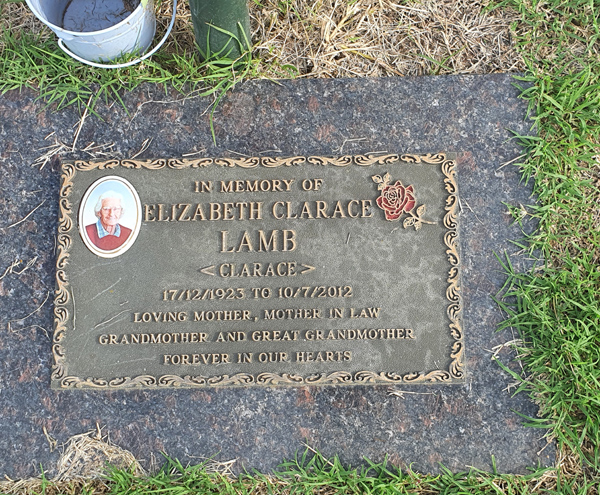 IN MEMORY OF
ELIZABETH CLARACE
LAMB
<CLARACE>
17/12/1923 TO 10/7/2012
LOVING MOTHER, MOTHER IN LAW
GRANDMOTHER AND GREAT GRANDMOTHER
FOREVER IN OUR HEARTS